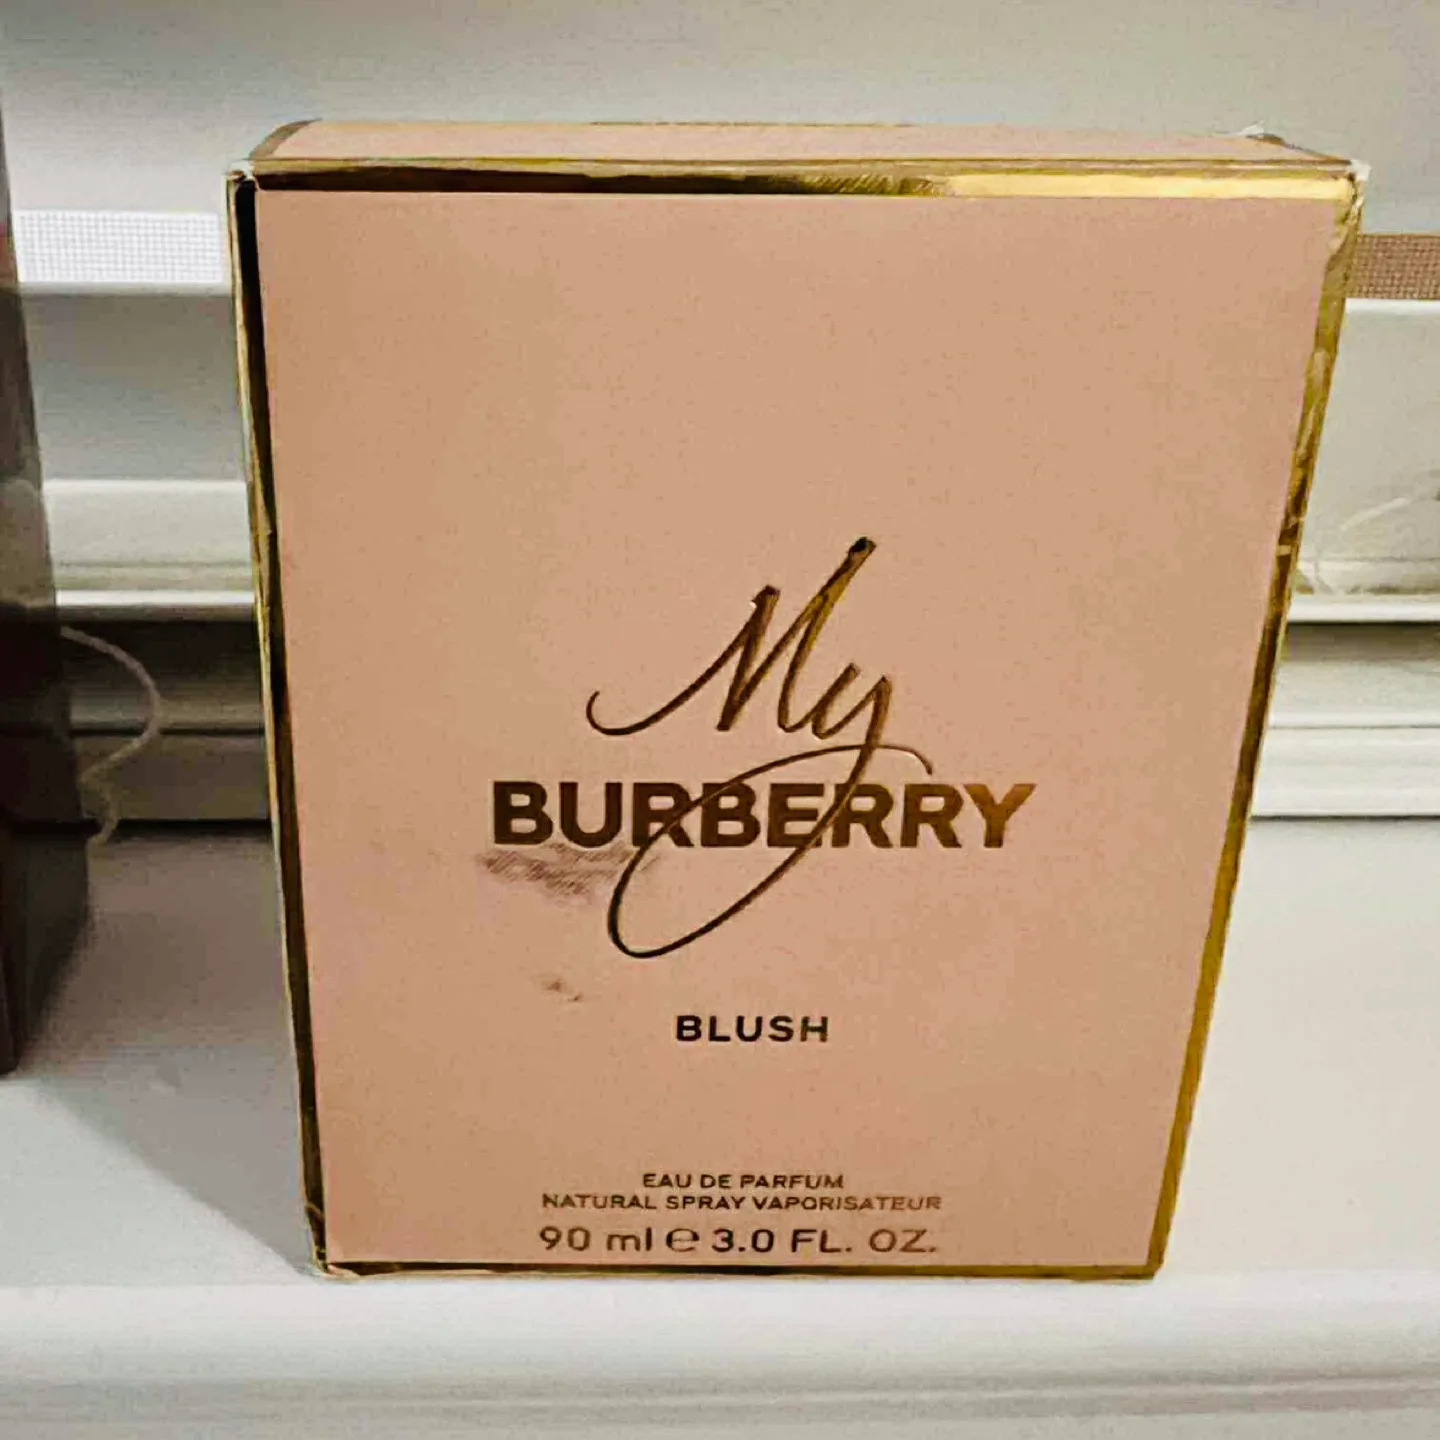 My
BURBERRY
BLUSH
EAU DE PARFUM
NATURAL SPRAY VAPORISATEUR
90 ml ℮ 3.0 FL. OZ.